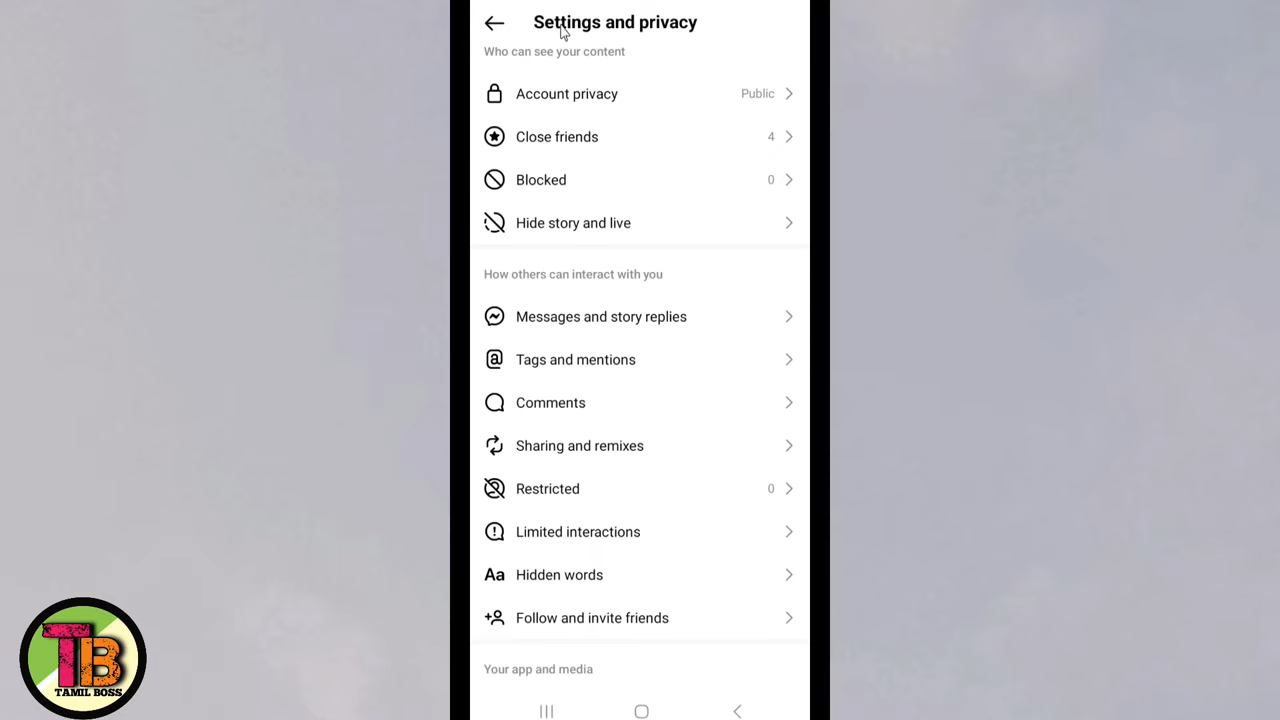 Settings and privacy
Who can see your content
Account privacy Public
Close friends 4
Blocked 0
Hide story and live
How others can interact with you
Messages and story replies
Tags and mentions
Comments
Sharing and remixes
Restricted 0
Limited interactions
Aa Hidden words
Follow and invite friends
Your app and media
TB
TAMIL BOSS